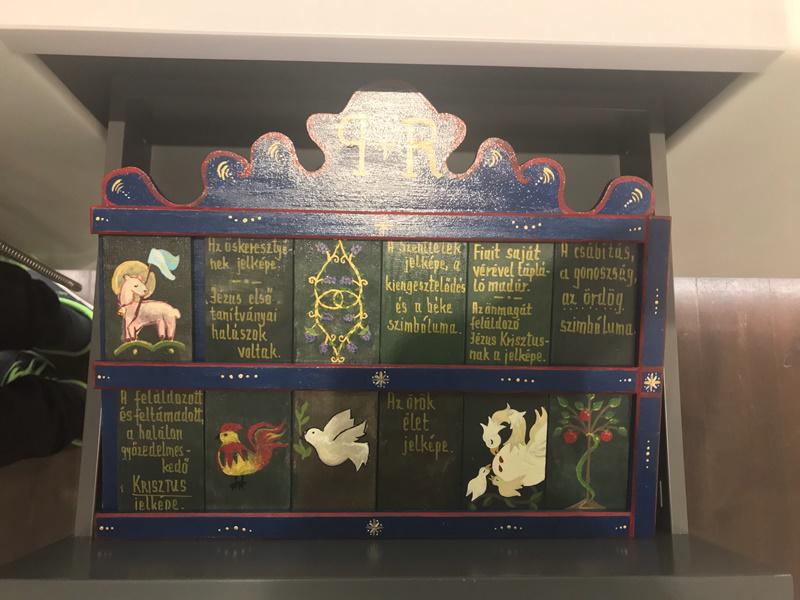 P R
Az őskeresztye-
nek jelképe.
Jézus első
tanítványai
halászok
voltak.
A Szentlélek
jelképe, a
kiengesztelődés
és a béke
szimbóluma.
Fiait saját
vérével táplá-
ló madár.
Az önmagát
feláldozó
Jézus Krisztus-
nak a jelképe.
A csábítás,
a gonoszság,
az ördög
szimbóluma.
A feláldozott
és feltámadott,
a halálon
győzedelmes-
kedő
KRISZTUS
jelképe.
Az örök
élet
jelképe.